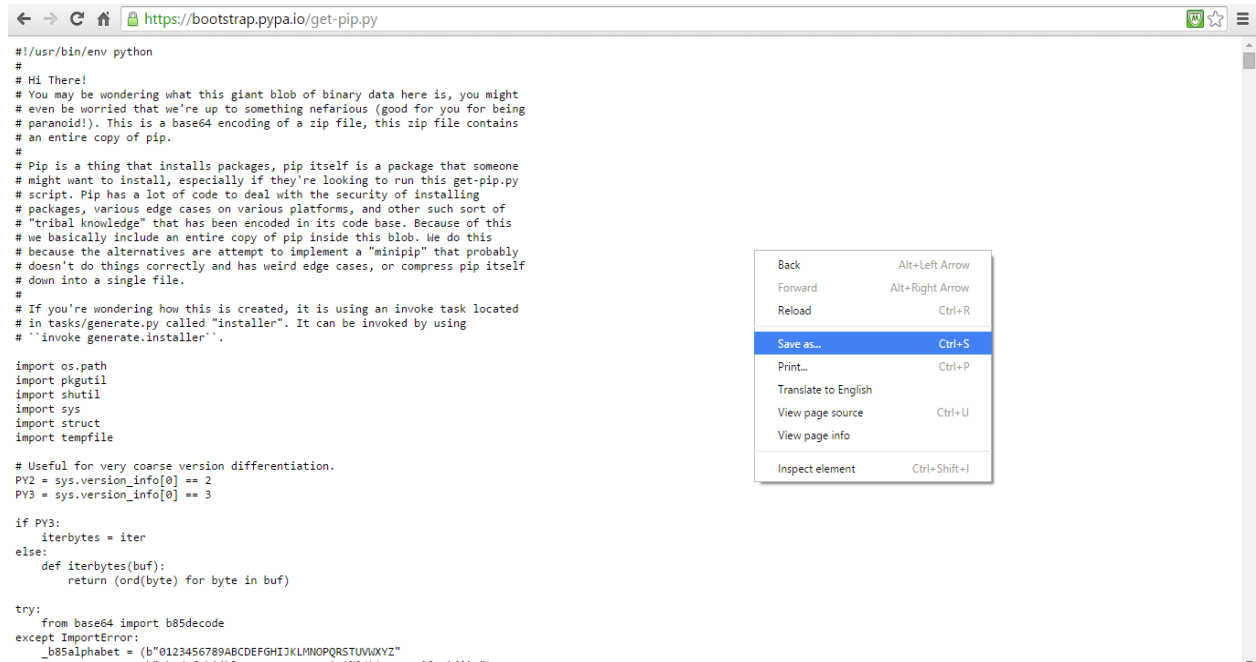 https://bootstrap.pypa.io/get-pip.py
#!/usr/bin/env python
#
# Hi There!
# You may be wondering what this giant blob of binary data here is, you might
# even be worried that we're up to something nefarious (good for you for being
# paranoid!). This is a base64 encoding of a zip file, this zip file contains
# an entire copy of pip.
#
# Pip is a thing that installs packages, pip itself is a package that someone
# might want to install, especially if they're looking to run this get-pip.py
# script. Pip has a lot of code to deal with the security of installing
# packages, various edge cases on various platforms, and other such sort of
# "tribal knowledge" that has been encoded in its code base. Because of this
# we basically include an entire copy of pip inside this blob. We do this
# because the alternatives are attempt to implement a "minipip" that probably
# doesn't do things correctly and has weird edge cases, or compress pip itself
# down into a single file.
#
# If you're wondering how this is created, it is using an invoke task located
# in tasks/generate.py called "installer". It can be invoked by using
# ``invoke generate.installer``.
import os.path
import pkgutil
import shutil
import sys
import struct
import tempfile
# Useful for very coarse version differentiation.
PY2 = sys.version_info[0] == 2
PY3 = sys.version_info[0] == 3
if PY3:
    iterbytes = iter
else:
    def iterbytes(buf):
        return (ord(byte) for byte in buf)
try:
    from base64 import b85decode
except ImportError:
    _b85alphabet = (b"0123456789ABCDEFGHIJKLMNOPQRSTUVWXYZ"
Back Alt+Left Arrow
Forward Alt+Right Arrow
Reload Ctrl+R
Save as... Ctrl+S
Print... Ctrl+P
Translate to English
View page source Ctrl+U
View page info
Inspect element Ctrl+Shift+I